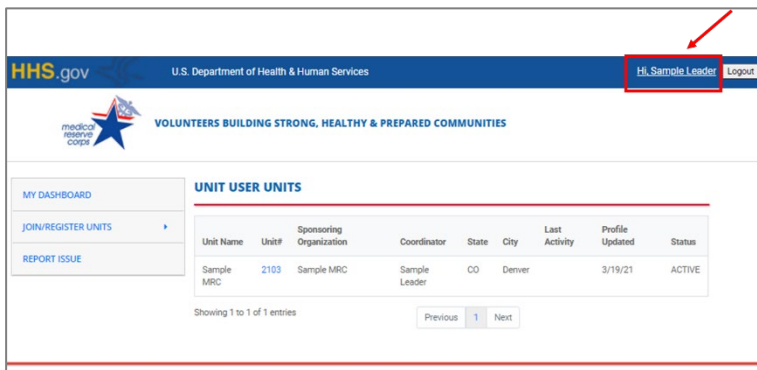 HHS.gov
U.S. Department of Health & Human Services
Hi, Sample Leader
Logout
medical
reserve
corps
VOLUNTEERS BUILDING STRONG, HEALTHY & PREPARED COMMUNITIES
MY DASHBOARD
JOIN/REGISTER UNITS
REPORT ISSUE
UNIT USER UNITS
Unit Name Unit# Sponsoring Organization Coordinator State City Last Activity Profile Updated Status
Sample MRC 2103 Sample MRC Sample Leader CO Denver 3/19/21 ACTIVE
Showing 1 to 1 of 1 entries
Previous 1 Next